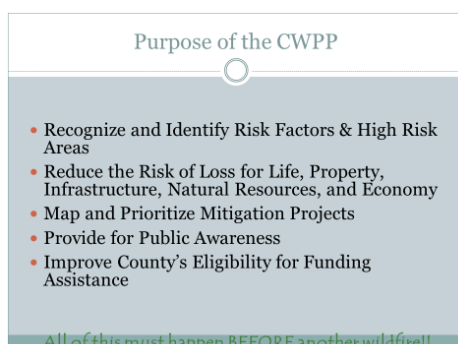 Purpose of the CWPP
• Recognize and Identify Risk Factors & High Risk
Areas
• Reduce the Risk of Loss for Life, Property,
Infrastructure, Natural Resources, and Economy
• Map and Prioritize Mitigation Projects
• Provide for Public Awareness
• Improve County's Eligibility for Funding
Assistance
All of this must happen BEFORE another wildfire!!